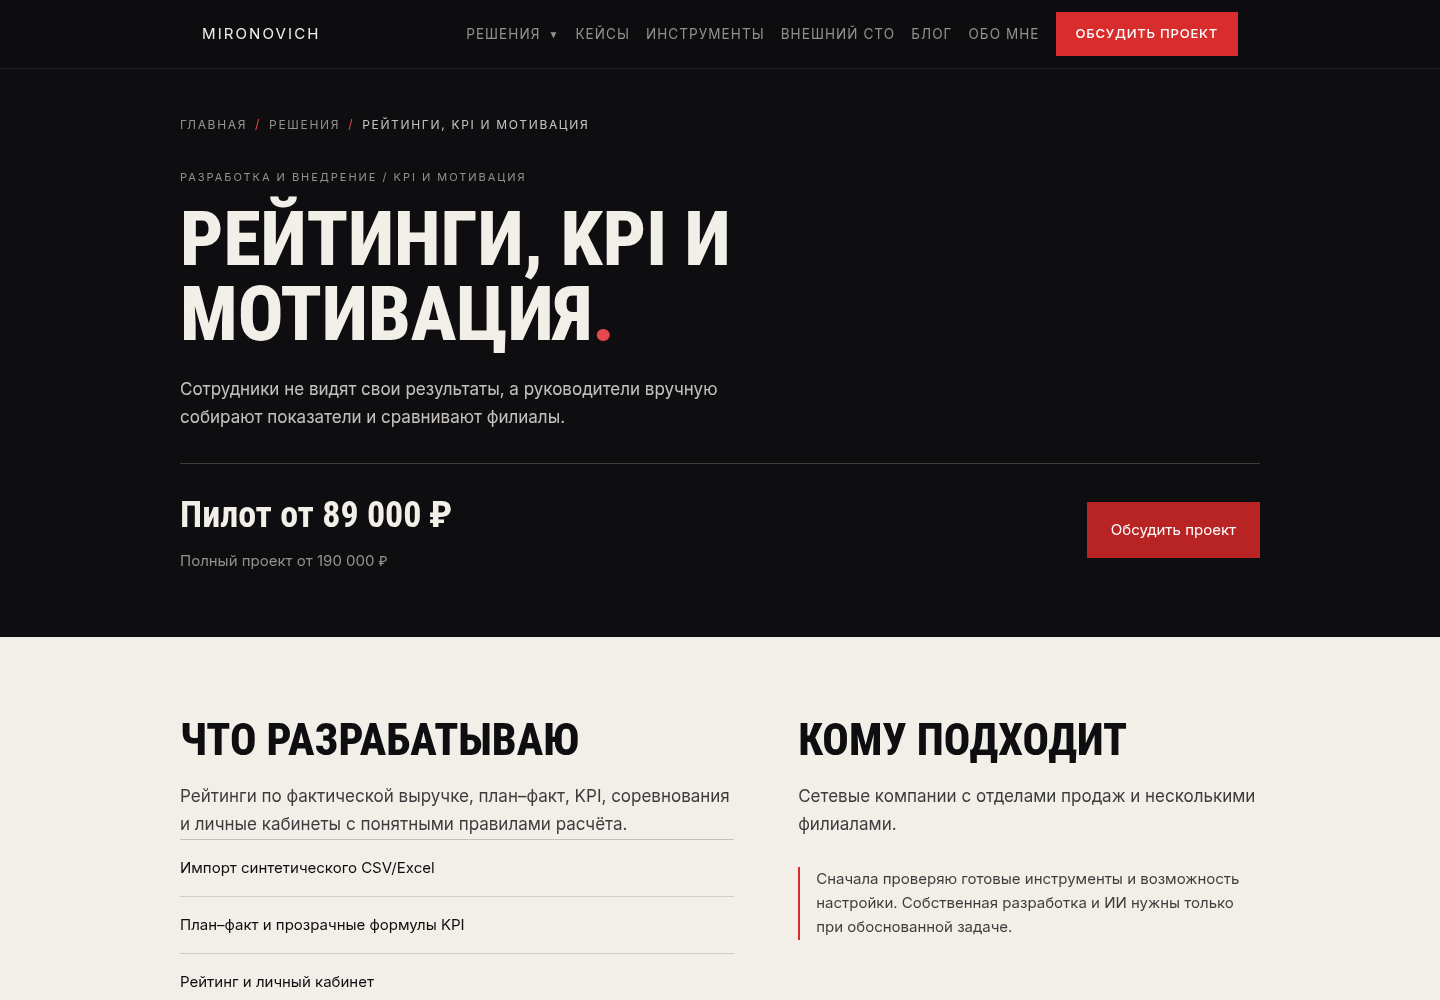 MIRONOVICH
РЕШЕНИЯ ▼ КЕЙСЫ ИНСТРУМЕНТЫ ВНЕШНИЙ СТО БЛОГ ОБО МНЕ ОБСУДИТЬ ПРОЕКТ
ГЛАВНАЯ / РЕШЕНИЯ / РЕЙТИНГИ, KPI И МОТИВАЦИЯ
РАЗРАБОТКА И ВНЕДРЕНИЕ / KPI И МОТИВАЦИЯ
РЕЙТИНГИ, KPI И
МОТИВАЦИЯ.
Сотрудники не видят свои результаты, а руководители вручную
собирают показатели и сравнивают филиалы.
Пилот от 89 000 ₽
Полный проект от 190 000 ₽
Обсудить проект
ЧТО РАЗРАБАТЫВАЮ
Рейтинги по фактической выручке, план–факт, KPI, соревнования
и личные кабинеты с понятными правилами расчёта.
Импорт синтетического CSV/Excel
План–факт и прозрачные формулы KPI
Рейтинг и личный кабинет
КОМУ ПОДХОДИТ
Сетевые компании с отделами продаж и несколькими
филиалами.
Сначала проверяю готовые инструменты и возможность
настройки. Собственная разработка и ИИ нужны только
при обоснованной задаче.